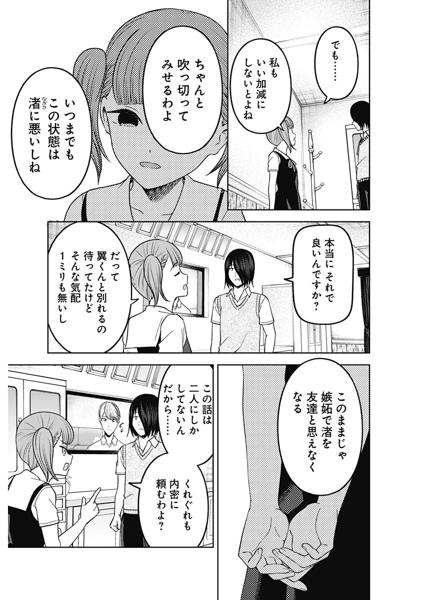 でも……
私も
いい加減に
しないとよね
ちゃんと
吹っ切って
みせるわよ
いつまでも
この状態は
渚に悪いしね
なぎさ
本当にそれで
良いんですか?
だって
翼くんと別れるの
待ってたけど
そんな気配
1ミリも無いし
このままじゃ
嫉妬で渚を
友達と思えなく
なる
この話は
二人にしか
してないん
だから……
くれぐれも
内密に
頼むわよ?